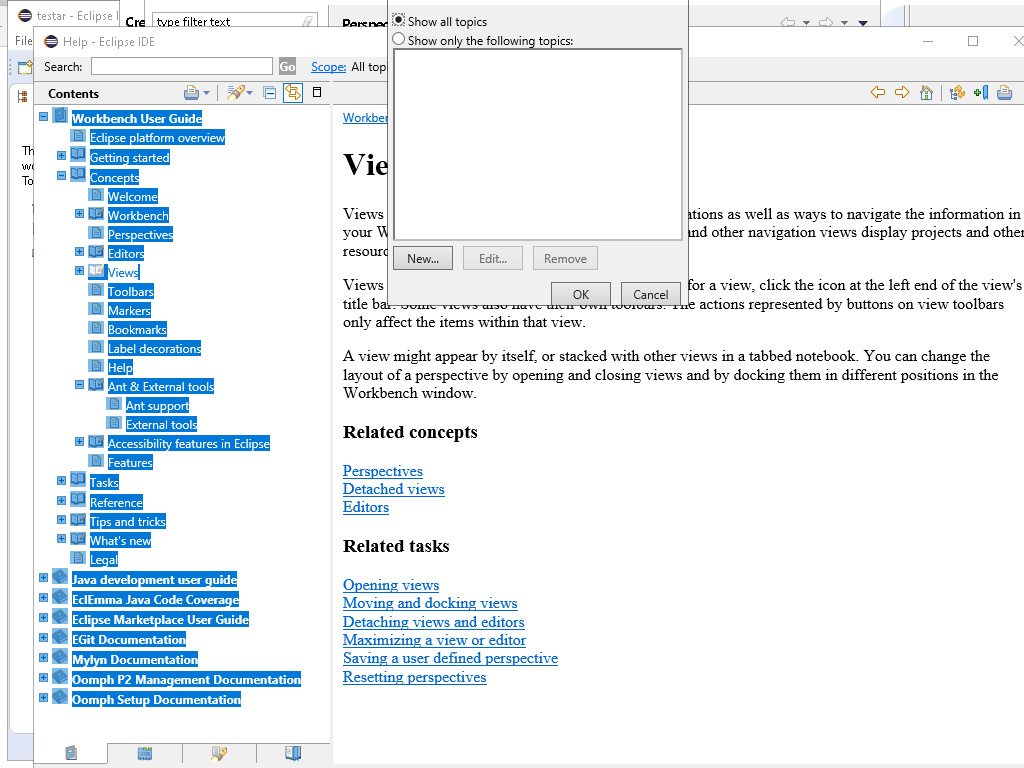 testar - Eclipse I
Cre
type filter text
Perspe
File
Help - Eclipse IDE
Show all topics
Show only the following topics:
Search:
Go
Scope: All topi
Contents
Workbench User Guide
Eclipse platform overview
Getting started
Concepts
Welcome
Workbench
Perspectives
Editors
Views
Toolbars
Markers
Bookmarks
Label decorations
Help
Ant & External tools
Ant support
External tools
Accessibility features in Eclipse
Features
Tasks
Reference
Tips and tricks
What's new
Legal
Java development user guide
EclEmma Java Code Coverage
Eclipse Marketplace User Guide
EGit Documentation
Mylyn Documentation
Oomph P2 Management Documentation
Oomph Setup Documentation
Th
wo
To
New...
Edit...
Remove
OK
Cancel
Workben
Vie
Views ations as well as ways to navigate the information in
your W and other navigation views display projects and other
resourc
Views for a view, click the icon at the left end of the view's
title bar. Some views also have their own toolbars. The actions represented by buttons on view toolbars
only affect the items within that view.
A view might appear by itself, or stacked with other views in a tabbed notebook. You can change the
layout of a perspective by opening and closing views and by docking them in different positions in the
Workbench window.
Related concepts
Perspectives
Detached views
Editors
Related tasks
Opening views
Moving and docking views
Detaching views and editors
Maximizing a view or editor
Saving a user defined perspective
Resetting perspectives